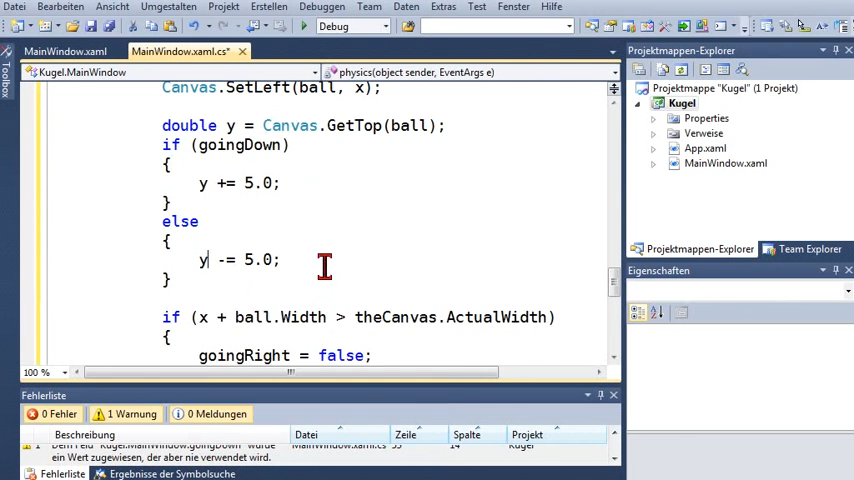 Datei Bearbeiten Ansicht Umgestalten Projekt Erstellen Debuggen Team Daten Extras Test Fenster Hilfe
Debug
MainWindow.xaml MainWindow.xaml.cs*
Kugel.MainWindow physics(object sender, EventArgs e)
Toolbox
Canvas.SetLeft(ball, x);
double y = Canvas.GetTop(ball);
if (goingDown)
{
y += 5.0;
}
else
{
y -= 5.0;
}
if (x + ball.Width > theCanvas.ActualWidth)
{
goingRight = false;
100 %
Fehlerliste
0 Fehler 1 Warnung 0 Meldungen
Beschreibung Datei Zeile Spalte Projekt
1 Dem Feld "Kugel.MainWindow.goingDown" wurde MainWindow.xaml.cs 14 Kugel
ein Wert zugewiesen, der aber nie verwendet wird.
Fehlerliste Ergebnisse der Symbolsuche
Projektmappen-Explorer
Projektmappe "Kugel" (1 Projekt)
Kugel
Properties
Verweise
App.xaml
MainWindow.xaml
Projektmappen-Explorer Team Explorer
Eigenschaften